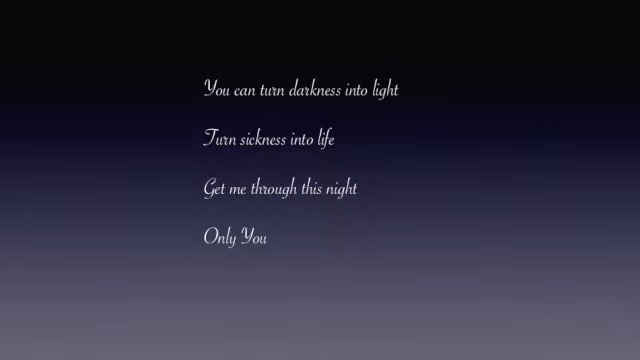 You can turn darkness into light
Turn sickness into life
Get me through this night
Only You